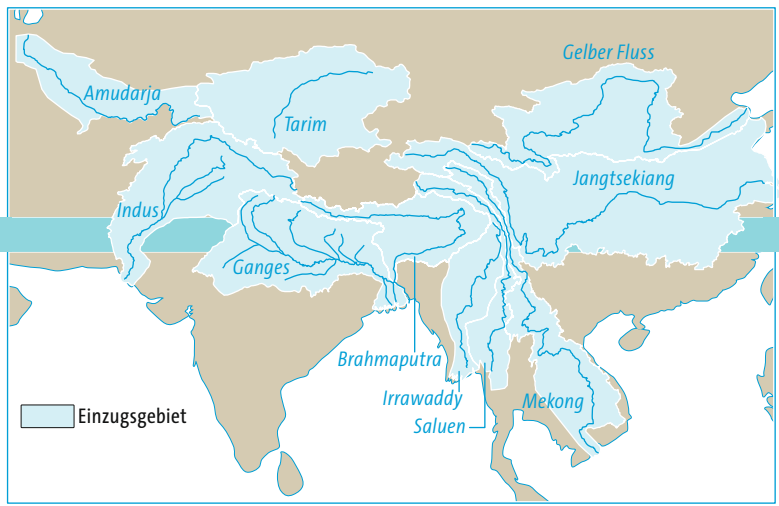 Gelber Fluss
Amudarja
Tarim
Jangtsekiang
Indus
Ganges
Brahmaputra
Irrawaddy
Mekong
Saluen
Einzugsgebiet